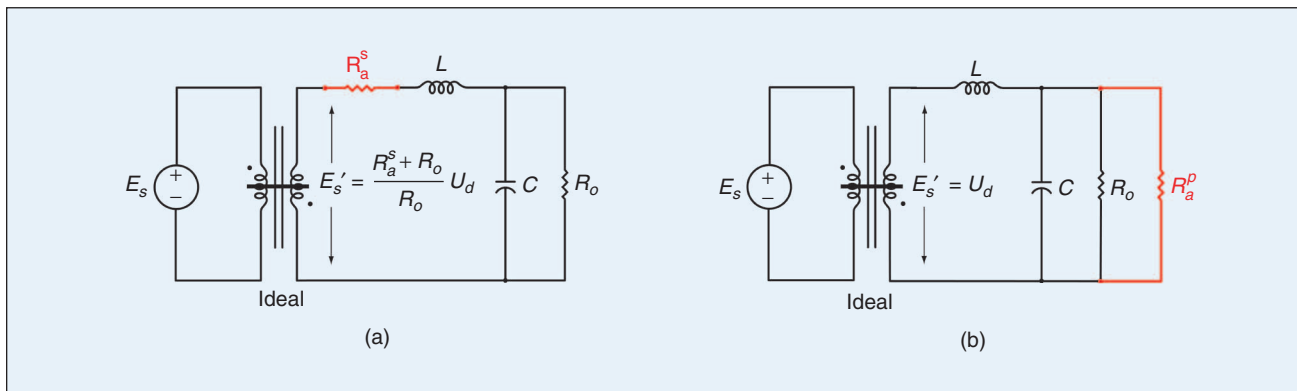 R_a^s
L
E_s
+
−
E_s′ = (R_a^s + R_o)/R_o U_d
C
R_o
Ideal
(a)
L
E_s
+
−
E_s′ = U_d
C
R_o
R_a^p
Ideal
(b)